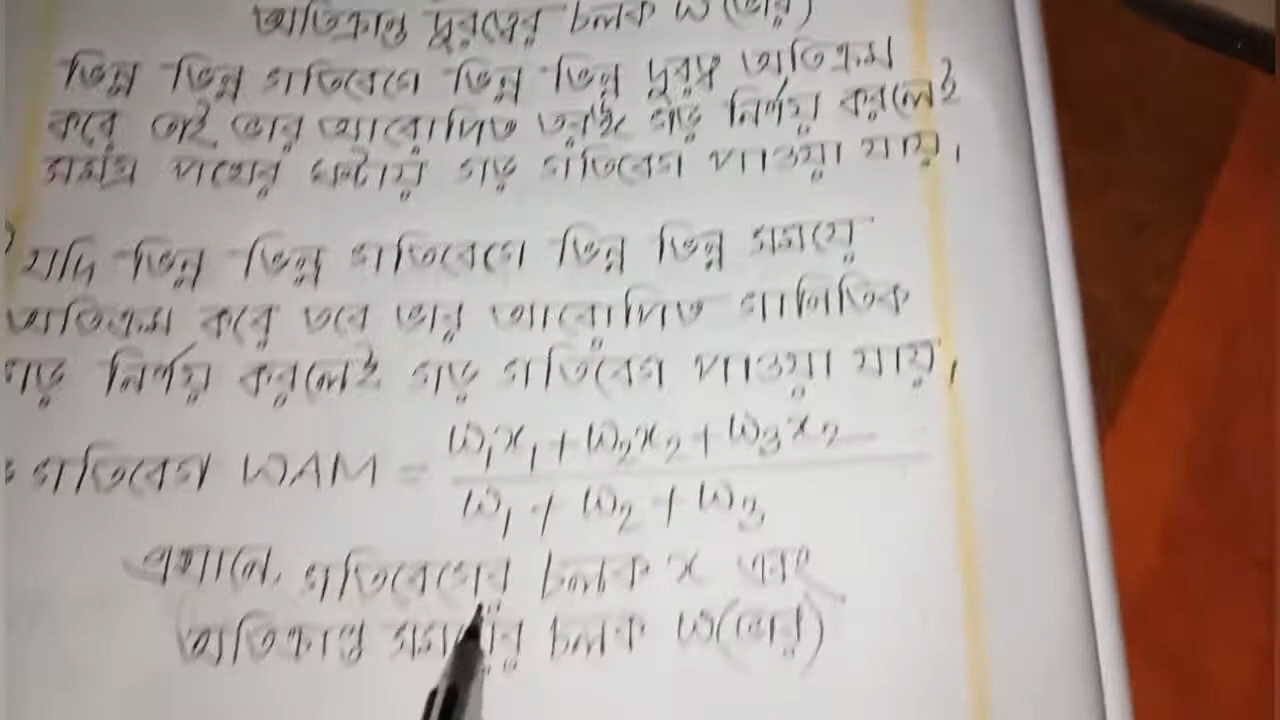 অতিক্রান্ত দূরত্বের চলক w (ভার)
ভিন্ন ভিন্ন গতিবেগে ভিন্ন ভিন্ন দূরত্ব অতিক্রম
করে তাই ভার আরোপিত গড় নির্ণয় করলেই
সমগ্র পথের গড় গতিবেগ পাওয়া যায়।
যদি ভিন্ন ভিন্ন গতিবেগে ভিন্ন ভিন্ন সময়ে
অতিক্রম করে তবে ভার আরোপিত গাণিতিক
গড় নির্ণয় করলেই গড় গতিবেগ পাওয়া যায়।
গতিবেগ WAM = (w₁x₁ + w₂x₂ + w₃x₃) / (w₁ + w₂ + w₃)
এখানে, গতিবেগের চলক x এবং
অতিক্রান্ত সময়ের চলক w(ভার)